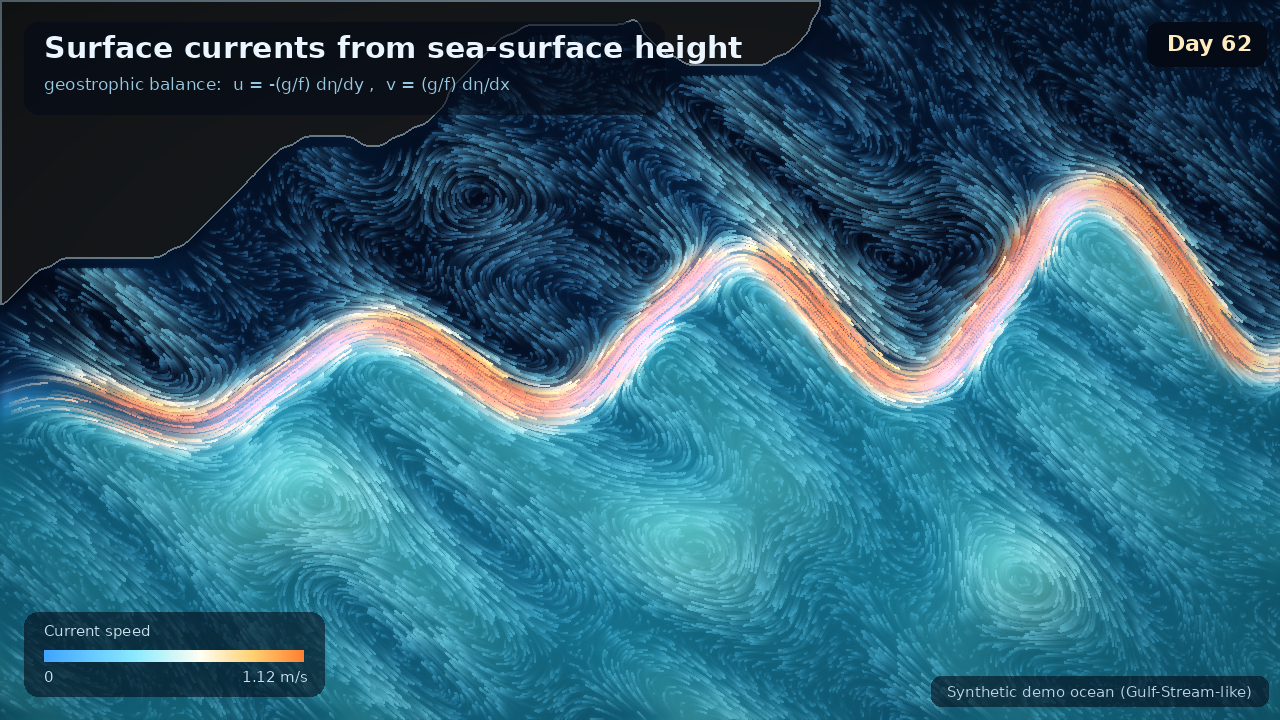 Surface currents from sea-surface height
geostrophic balance:  u = -(g/f) dη/dy ,  v = (g/f) dη/dx
Day 62
Current speed
0 1.12 m/s
Synthetic demo ocean (Gulf-Stream-like)